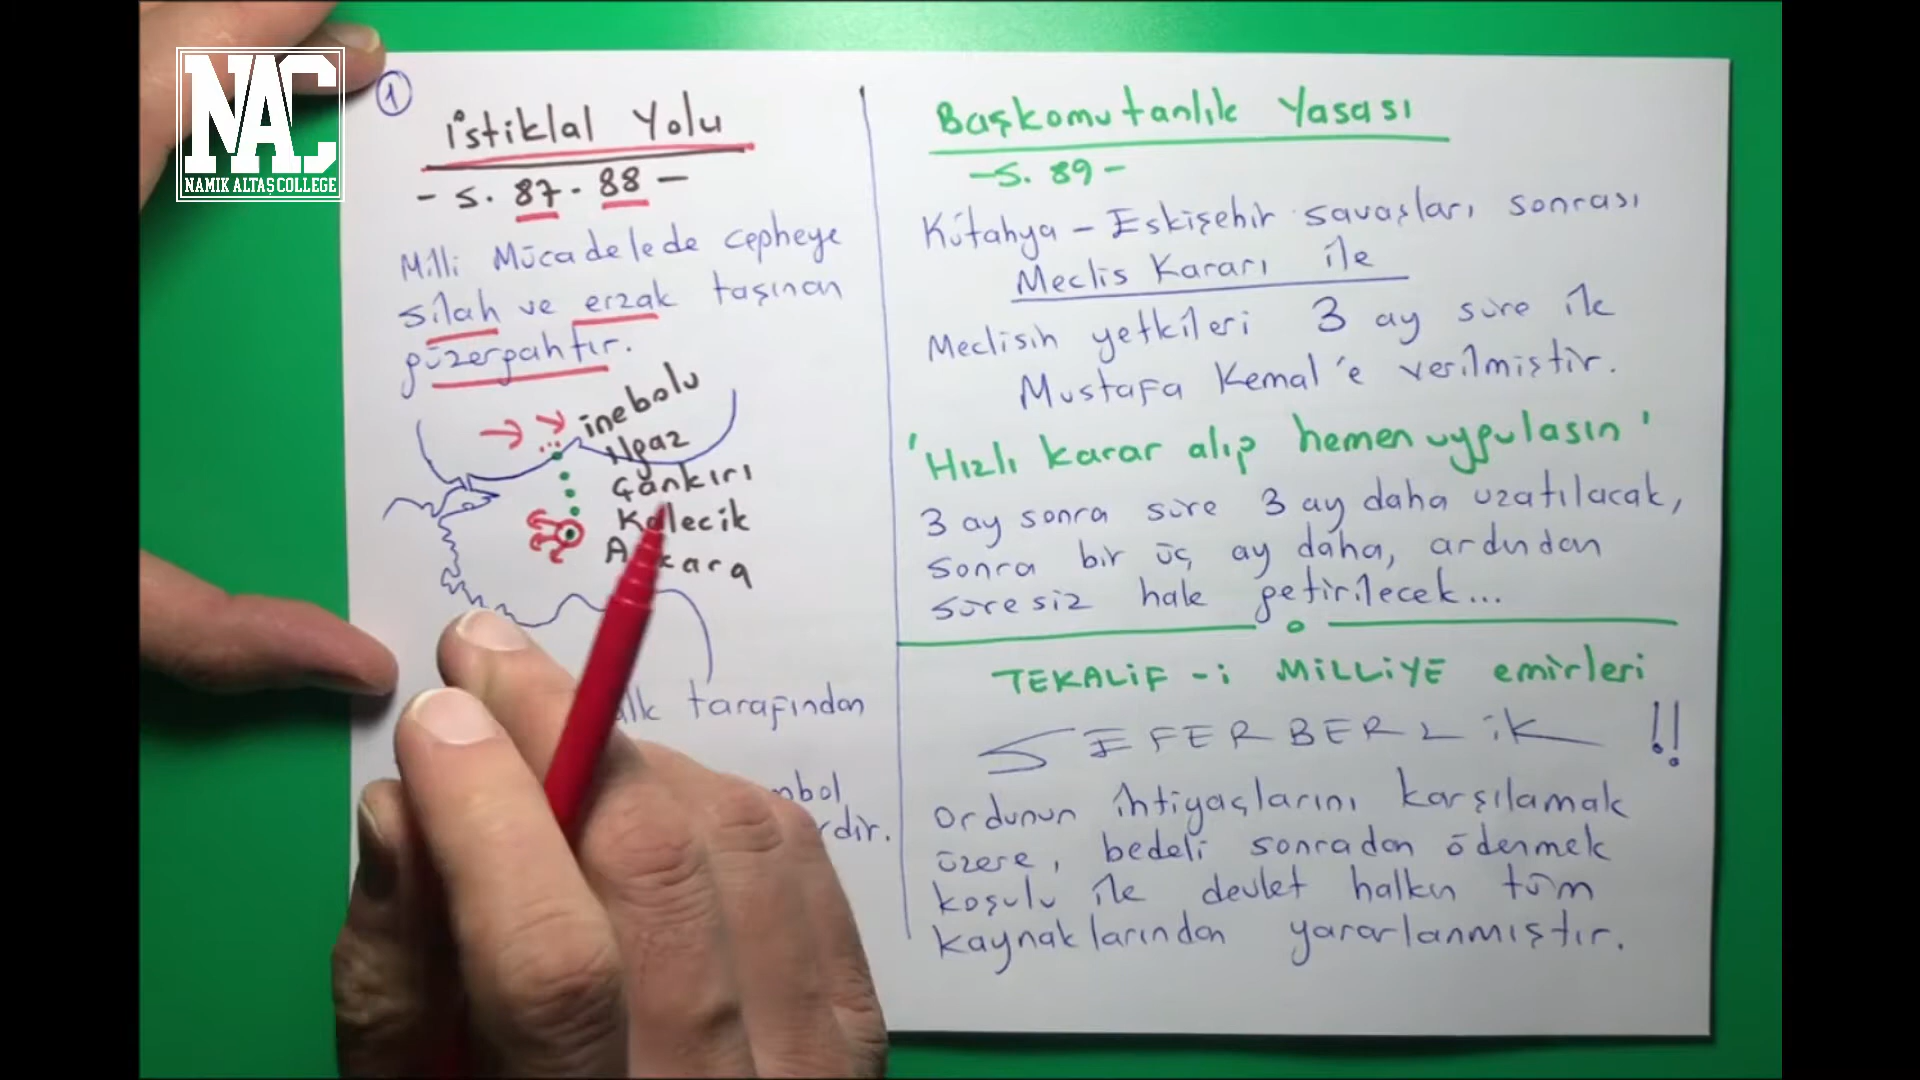 NAC
NAMIK ALTAŞ COLLEGE
1
İstiklal Yolu
- S. 87 - 88 -
Milli Mücadelede cepheye
silah ve erzak taşınan
güzergahtır.
inebolu
Ilgaz
Çankırı
Kalecik
tarafından
Başkomutanlık Yasası
- S. 89 -
Kütahya - Eskişehir savaşları sonrası
Meclis Kararı ile
Meclisin yetkileri 3 ay süre ile
Mustafa Kemal'e verilmiştir.
'Hızlı karar alıp hemen uygulasın'
3 ay sonra süre 3 ay daha uzatılacak,
sonra bir üç ay daha, ardından
süresiz hale getirilecek...
TEKALİF -i MİLLİYE emirleri
SEFERBERLİK !!
Ordunun ihtiyaçlarını karşılamak
üzere, bedeli sonradan ödenmek
koşulu ile devlet halkın tüm
kaynaklarından yararlanmıştır.